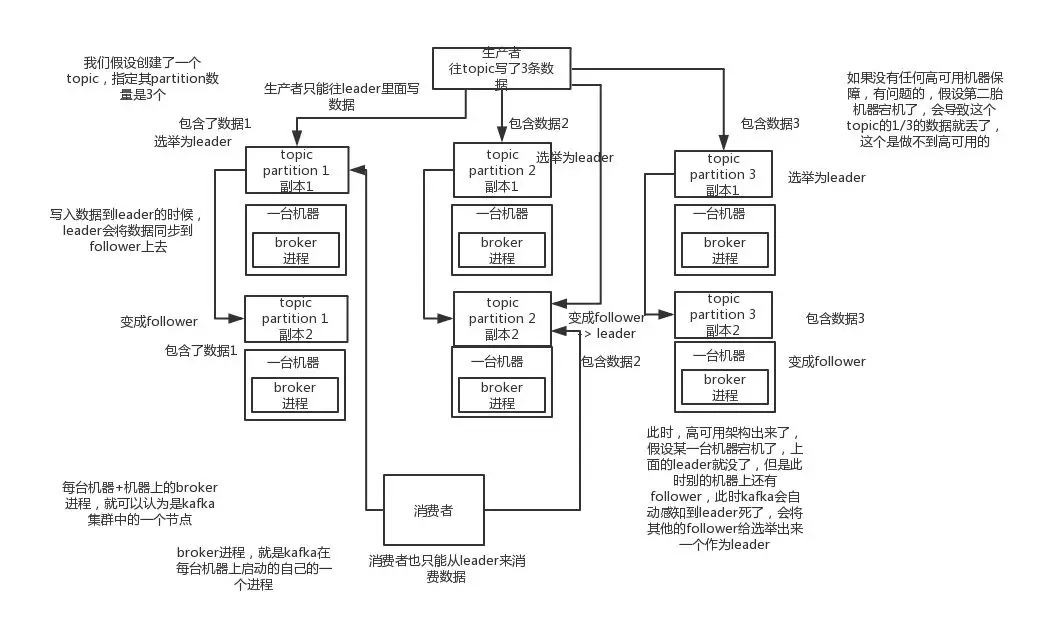 生产者
往topic写了3条数
据
我们假设创建了一个
topic，指定其partition数
量是3个
生产者只能往leader里面写
数据
如果没有任何高可用机器保
障，有问题的，假设第二胎
机器宕机了，会导致这个
topic的1/3的数据就丢了，
这个是做不到高可用的
包含了数据1
选举为leader
包含数据2
包含数据3
topic
partition 1
副本1
topic
partition 2
副本1
选举为leader
topic
partition 3
副本1
选举为leader
写入数据到leader的时候，
leader会将数据同步到
follower上去
一台机器
broker
进程
一台机器
broker
进程
一台机器
broker
进程
变成follower
topic
partition 1
副本2
包含了数据1
topic
partition 2
副本2
变成follower
-> leader
包含数据2
topic
partition 3
副本2
包含数据3
变成follower
一台机器
broker
进程
一台机器
broker
进程
一台机器
broker
进程
此时，高可用架构出来了，
假设某一台机器宕机了，上
面的leader就没了，但是此
时别的机器上还有
follower，此时kafka会自
动感知到leader死了，会将
其他的follower给选举出来
一个作为leader
每台机器+机器上的broker
进程，就可以认为是kafka
集群中的一个节点
消费者
broker进程，就是kafka在
每台机器上启动的自己的一
个进程
消费者也只能从leader来消
费数据